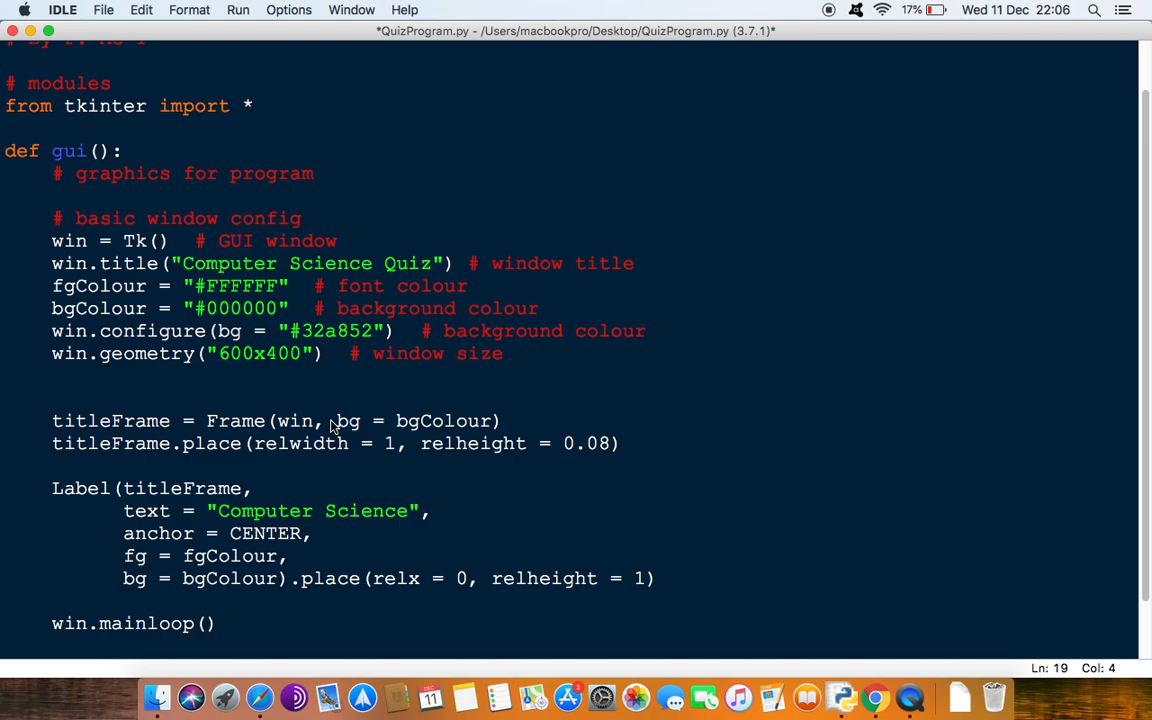 IDLE File Edit Format Run Options Window Help 17% Wed 11 Dec 22:06
*QuizProgram.py - /Users/macbookpro/Desktop/QuizProgram.py (3.7.1)*
# modules
from tkinter import *
def gui():
# graphics for program
# basic window config
win = Tk() # GUI window
win.title("Computer Science Quiz") # window title
fgColour = "#FFFFFF" # font colour
bgColour = "#000000" # background colour
win.configure(bg = "#32a852") # background colour
win.geometry("600x400") # window size
titleFrame = Frame(win, bg = bgColour)
titleFrame.place(relwidth = 1, relheight = 0.08)
Label(titleFrame,
text = "Computer Science",
anchor = CENTER,
fg = fgColour,
bg = bgColour).place(relx = 0, relheight = 1)
win.mainloop()
Ln: 19 Col: 4